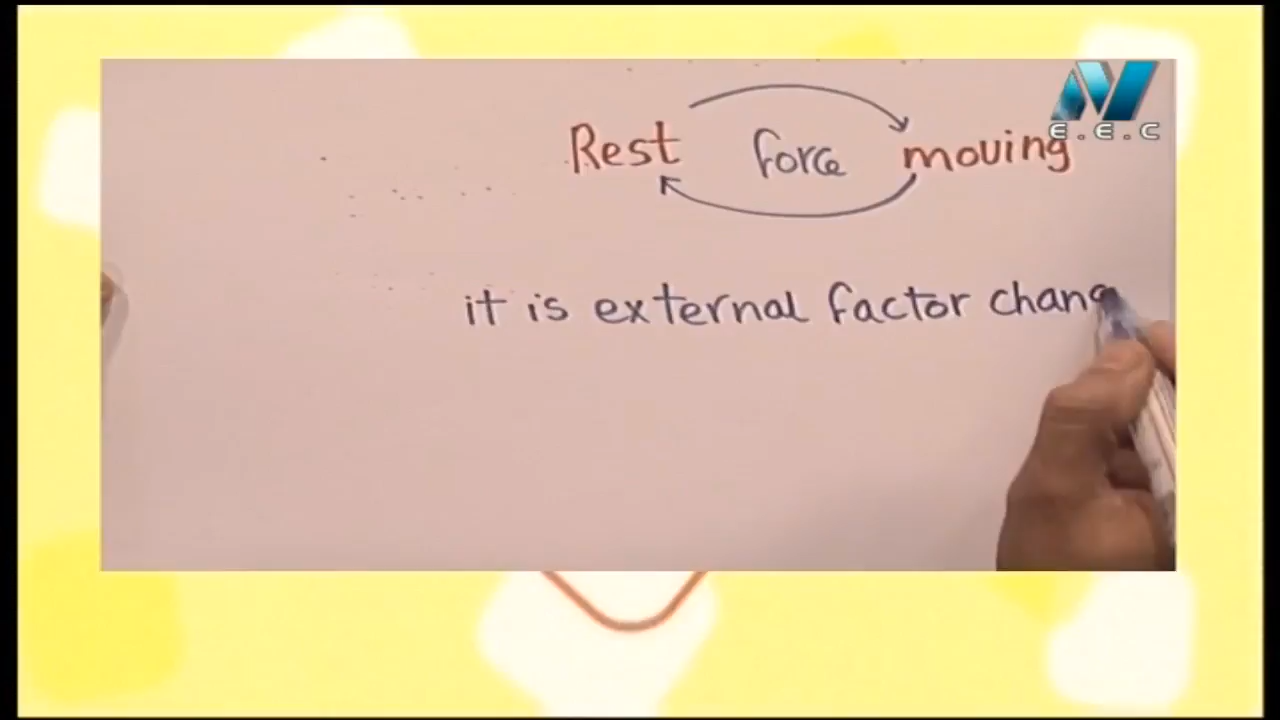 Rest force moving
it is external factor chang
N
E.E.C